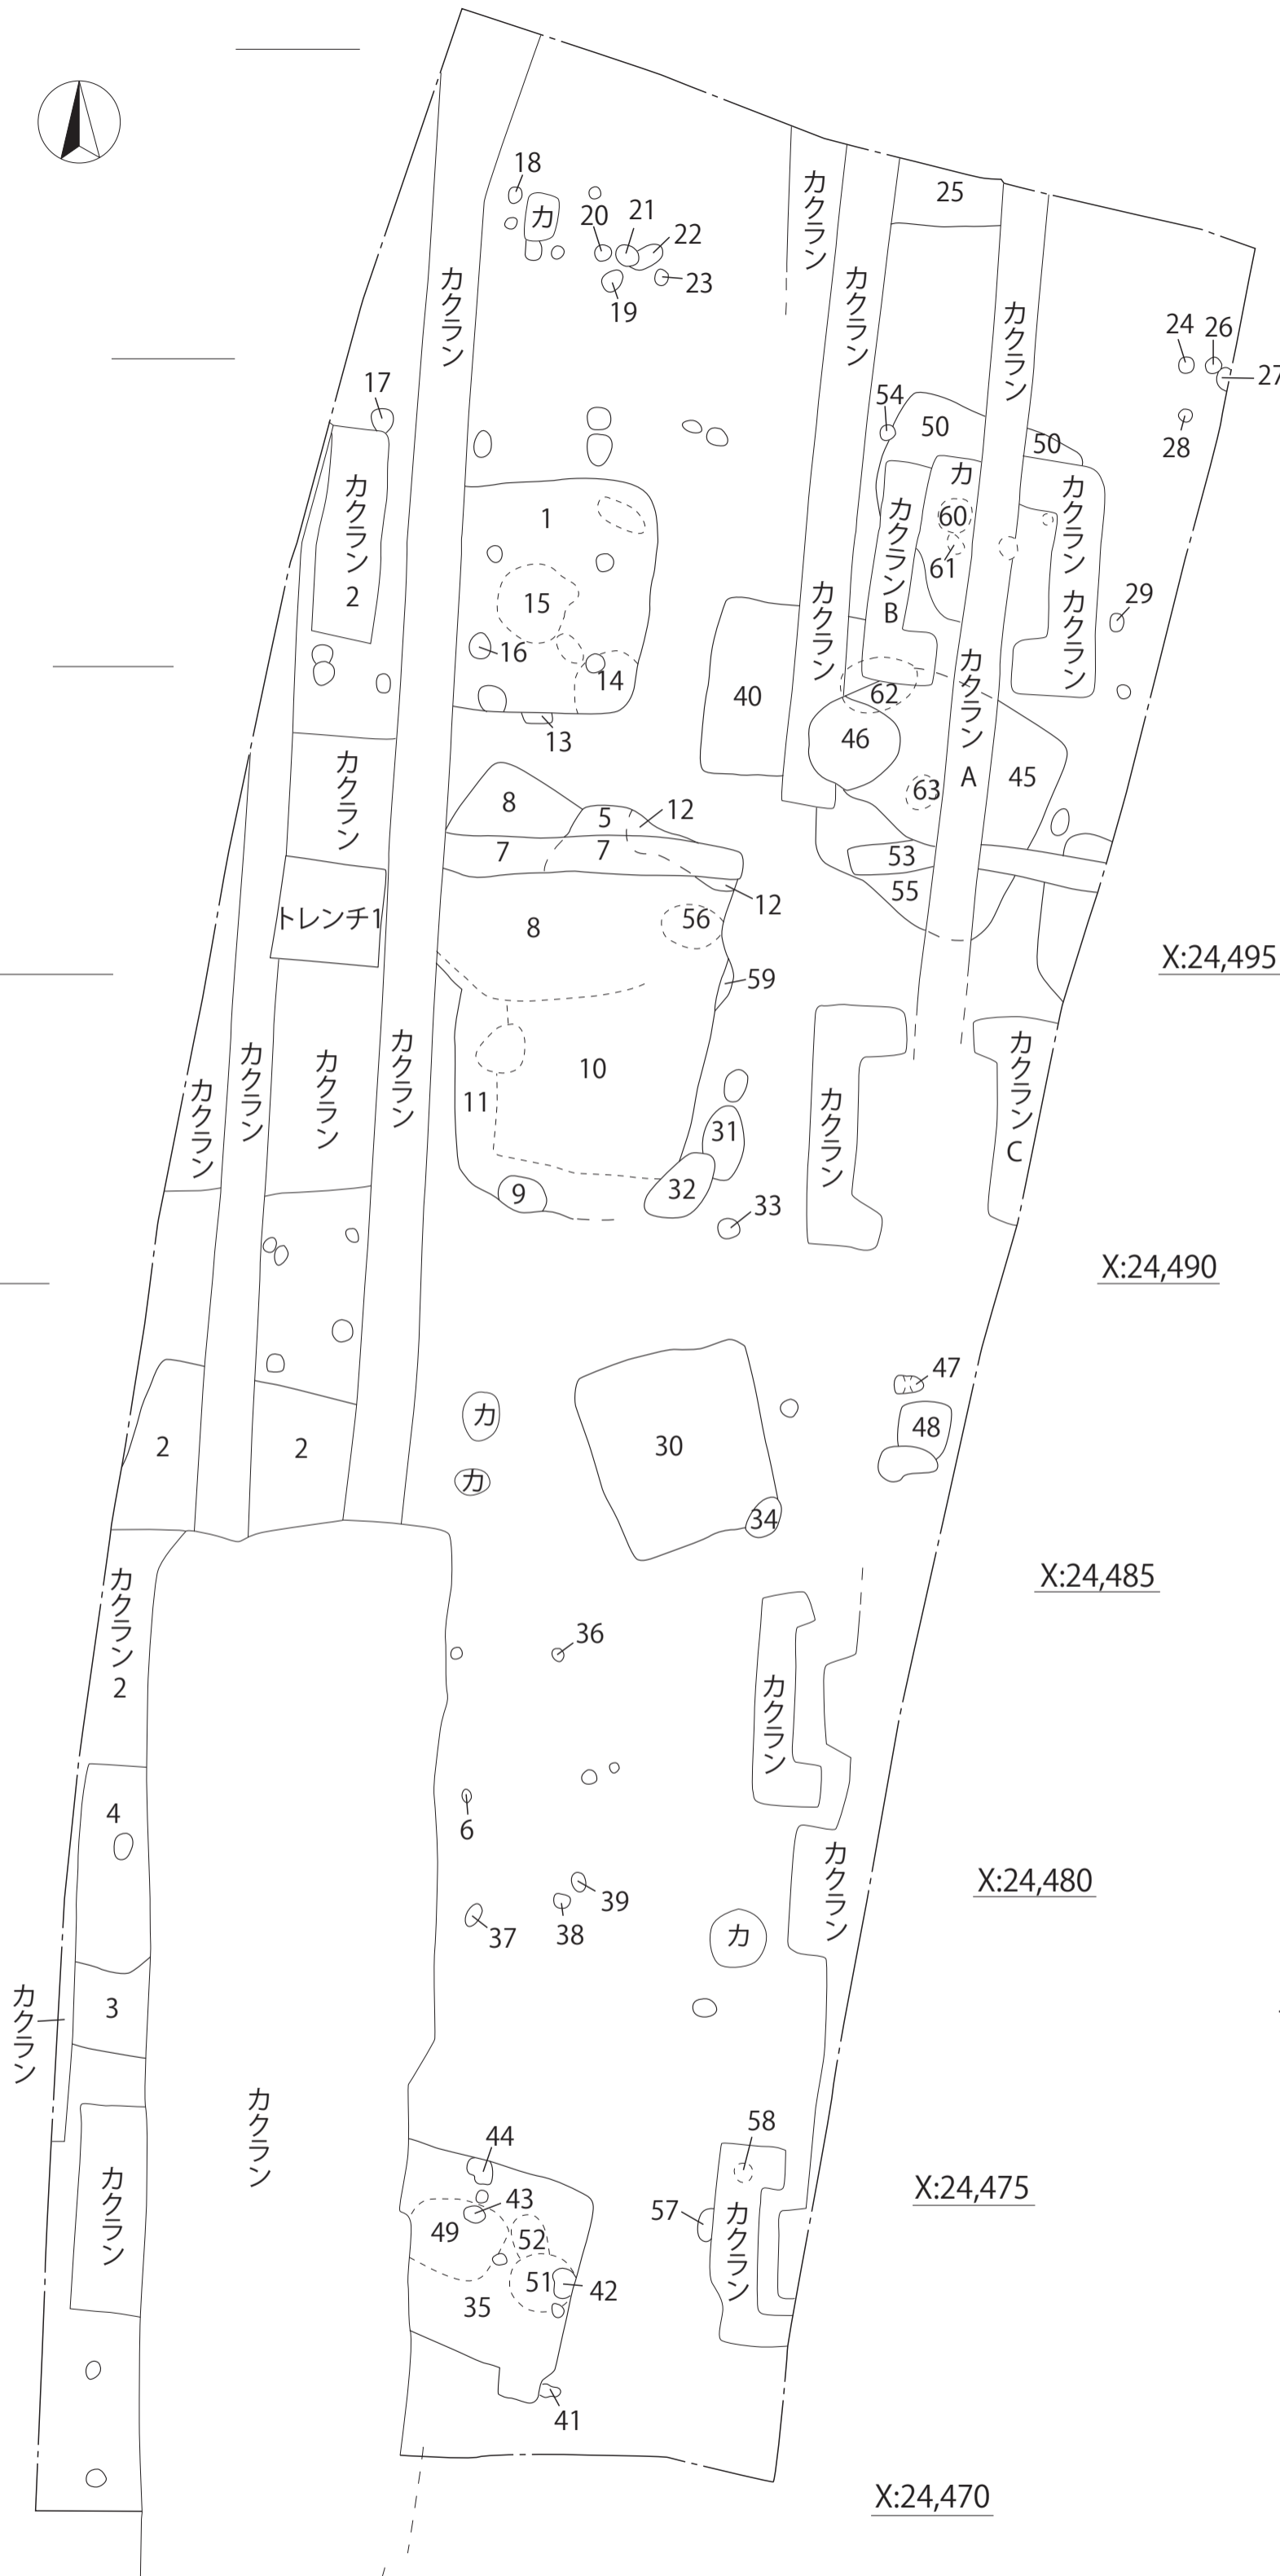 18
カ
20
21
22
23
19
カクラン
カクラン
カクラン
25
カクラン
24
26
27
28
17
54
50
50
カクラン
2
1
カ
60
61
カクラン
B
カクラン
カクラン
15
16
14
13
29
カクラン
40
62
46
63
カクラン
A
45
カクラン
8
5
12
7
7
53
55
トレンチ1
8
56
12
59
X:24,495
カクラン
カクラン
カクラン
カクラン
11
10
31
カクラン
カクラン
C
9
32
33
X:24,490
47
48
カ
カ
2
2
30
34
X:24,485
カクラン
2
36
カクラン
4
6
カクラン
X:24,480
39
38
37
カ
3
カクラン
カクラン
44
58
カクラン
43
49
52
57
カクラン
X:24,475
51
42
35
41
X:24,470